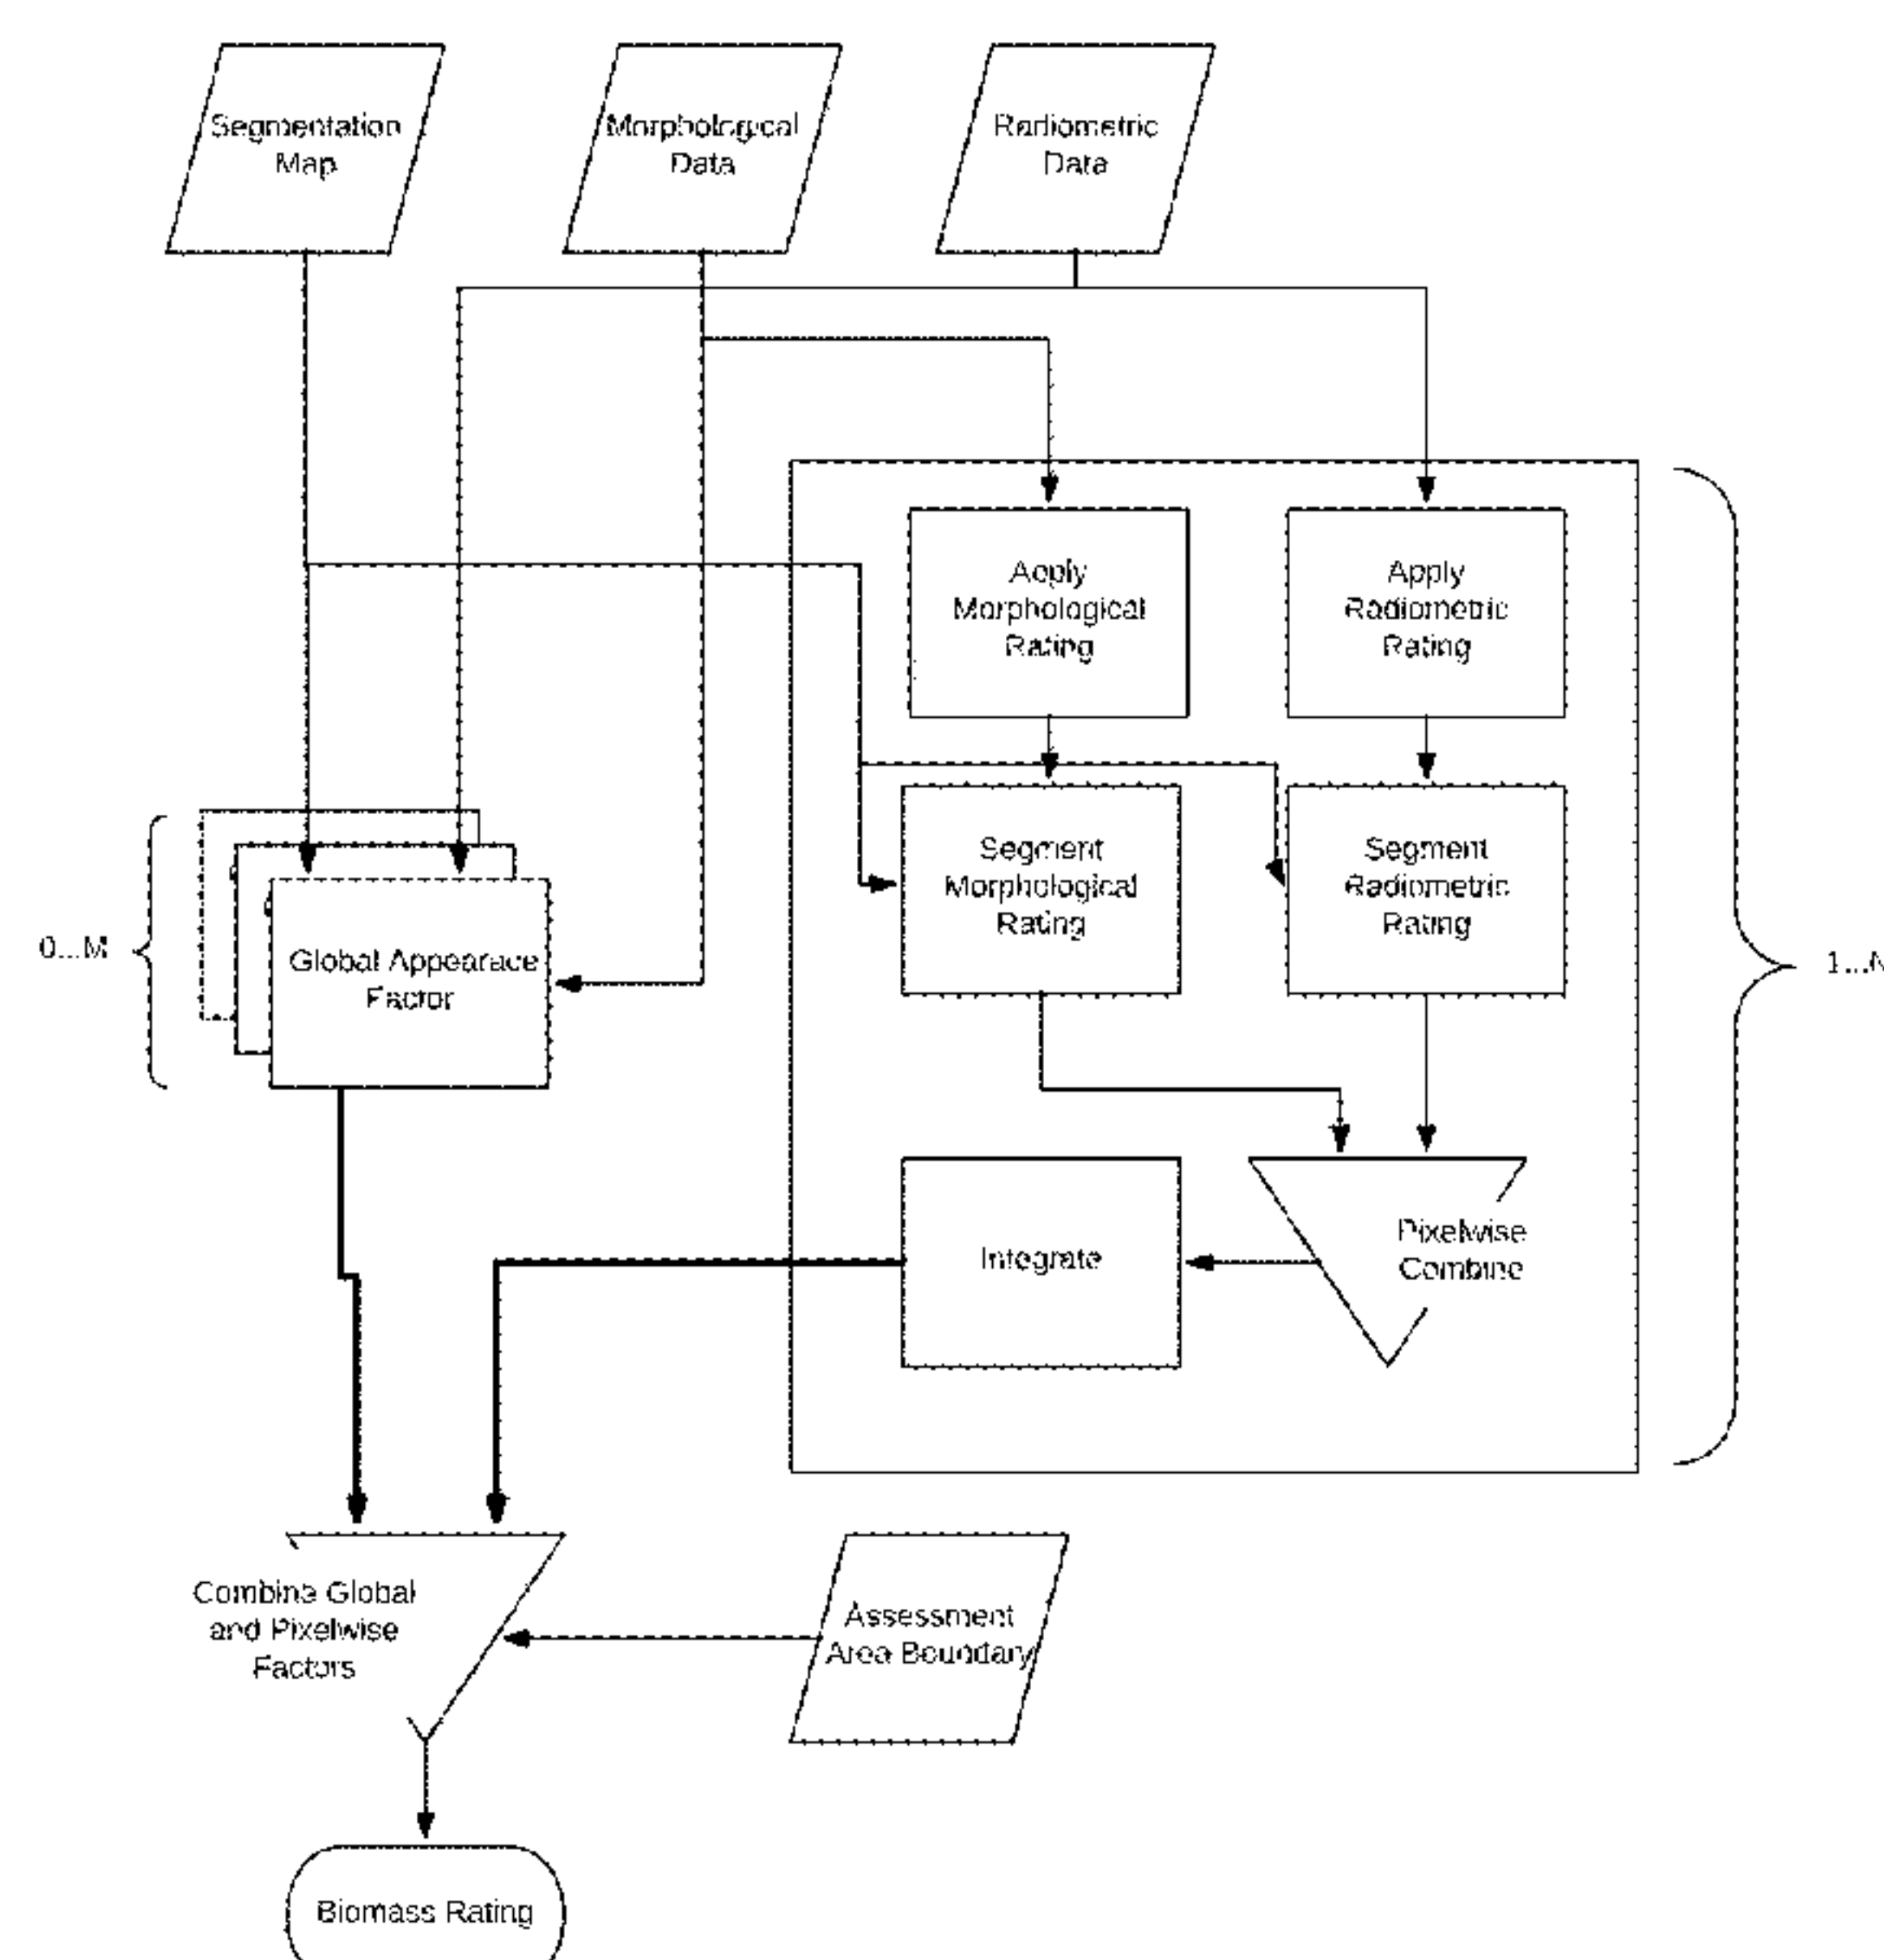 Segmentation
Map
Morphological
Data
Radiometric
Data
Apply
Morphological
Rating
Apply
Radiometric
Rating
Segment
Morphological
Rating
Segment
Radiometric
Rating
0...M
Global Appearace
Factor
Integrate
Pixelwise
Combine
Combine Global
and Pixelwise
Factors
Assessment
Area Boundary
Biomass Rating